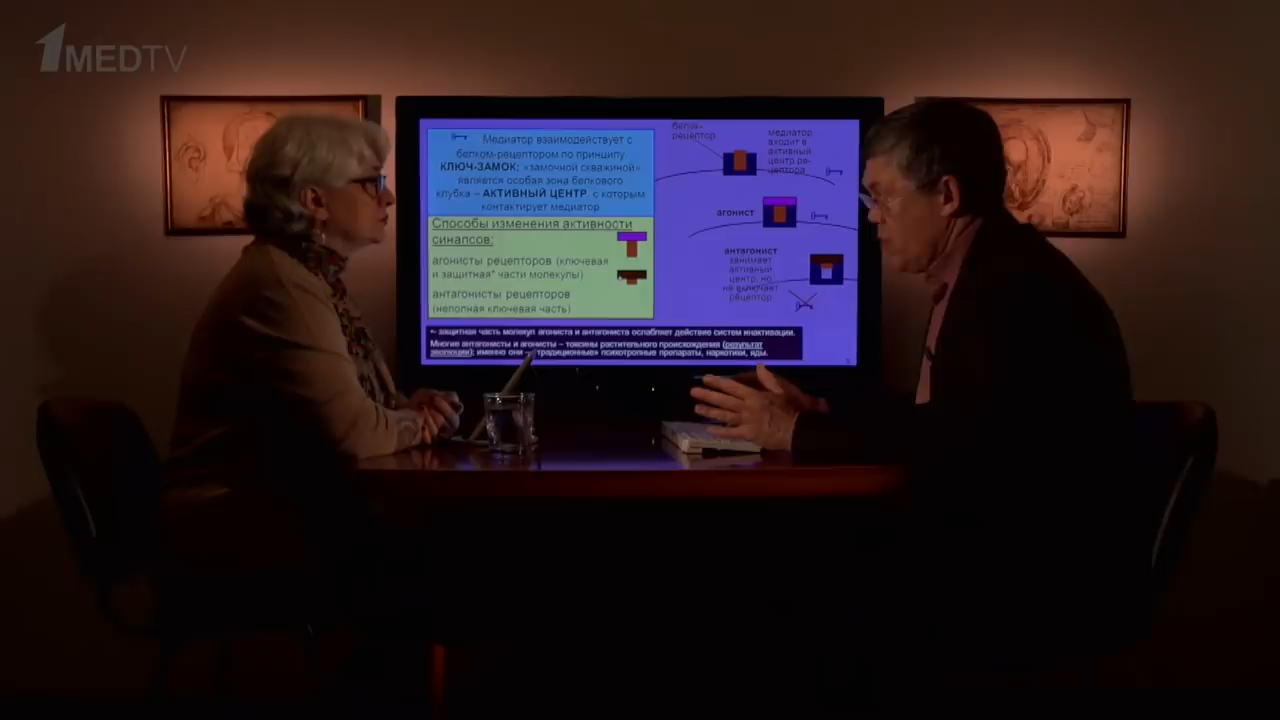 1MEDTV
Медиатор взаимодействует с
белком-рецептором по принципу
КЛЮЧ-ЗАМОК; «замочной скважиной»
является особая зона белкового
клубка – АКТИВНЫЙ ЦЕНТР, с которым
контактирует медиатор
Способы изменения активности
синапсов:
агонисты рецепторов (ключевая
и защитная* части молекулы)
антагонисты рецепторов
(неполная ключевая часть)
белок-
рецептор
медиатор
входит в
активный
центр ре-
цептора
агонист
антагонист
занимает
активный
центр, но
не включает
рецептор
*- защитная часть молекул агониста и антагониста ослабляет действие систем инактивации.
Многие антагонисты и агонисты – токсины растительного происхождения (результат
эволюции); именно они – «традиционные» психотропные препараты, наркотики, яды.